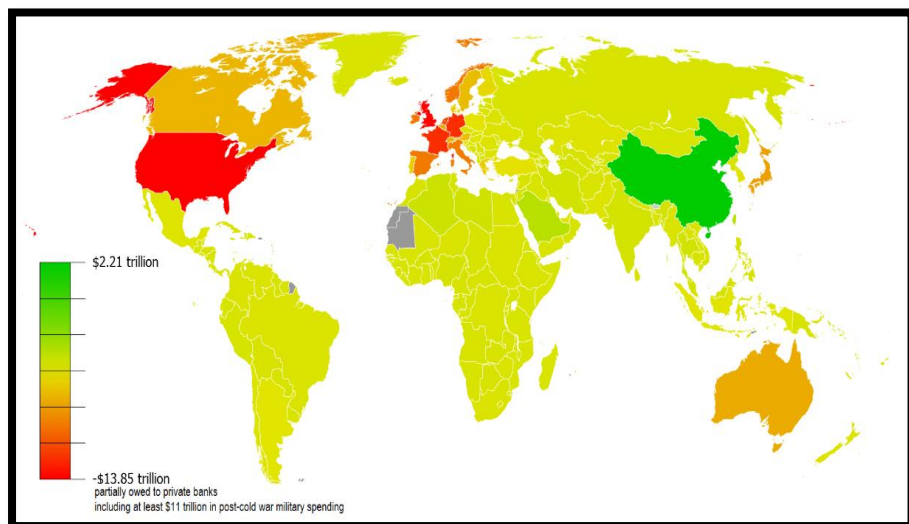 $2.21 trillion
-$13.85 trillion
partially owed to private banks
including at least $11 trillion in post-cold war military spending